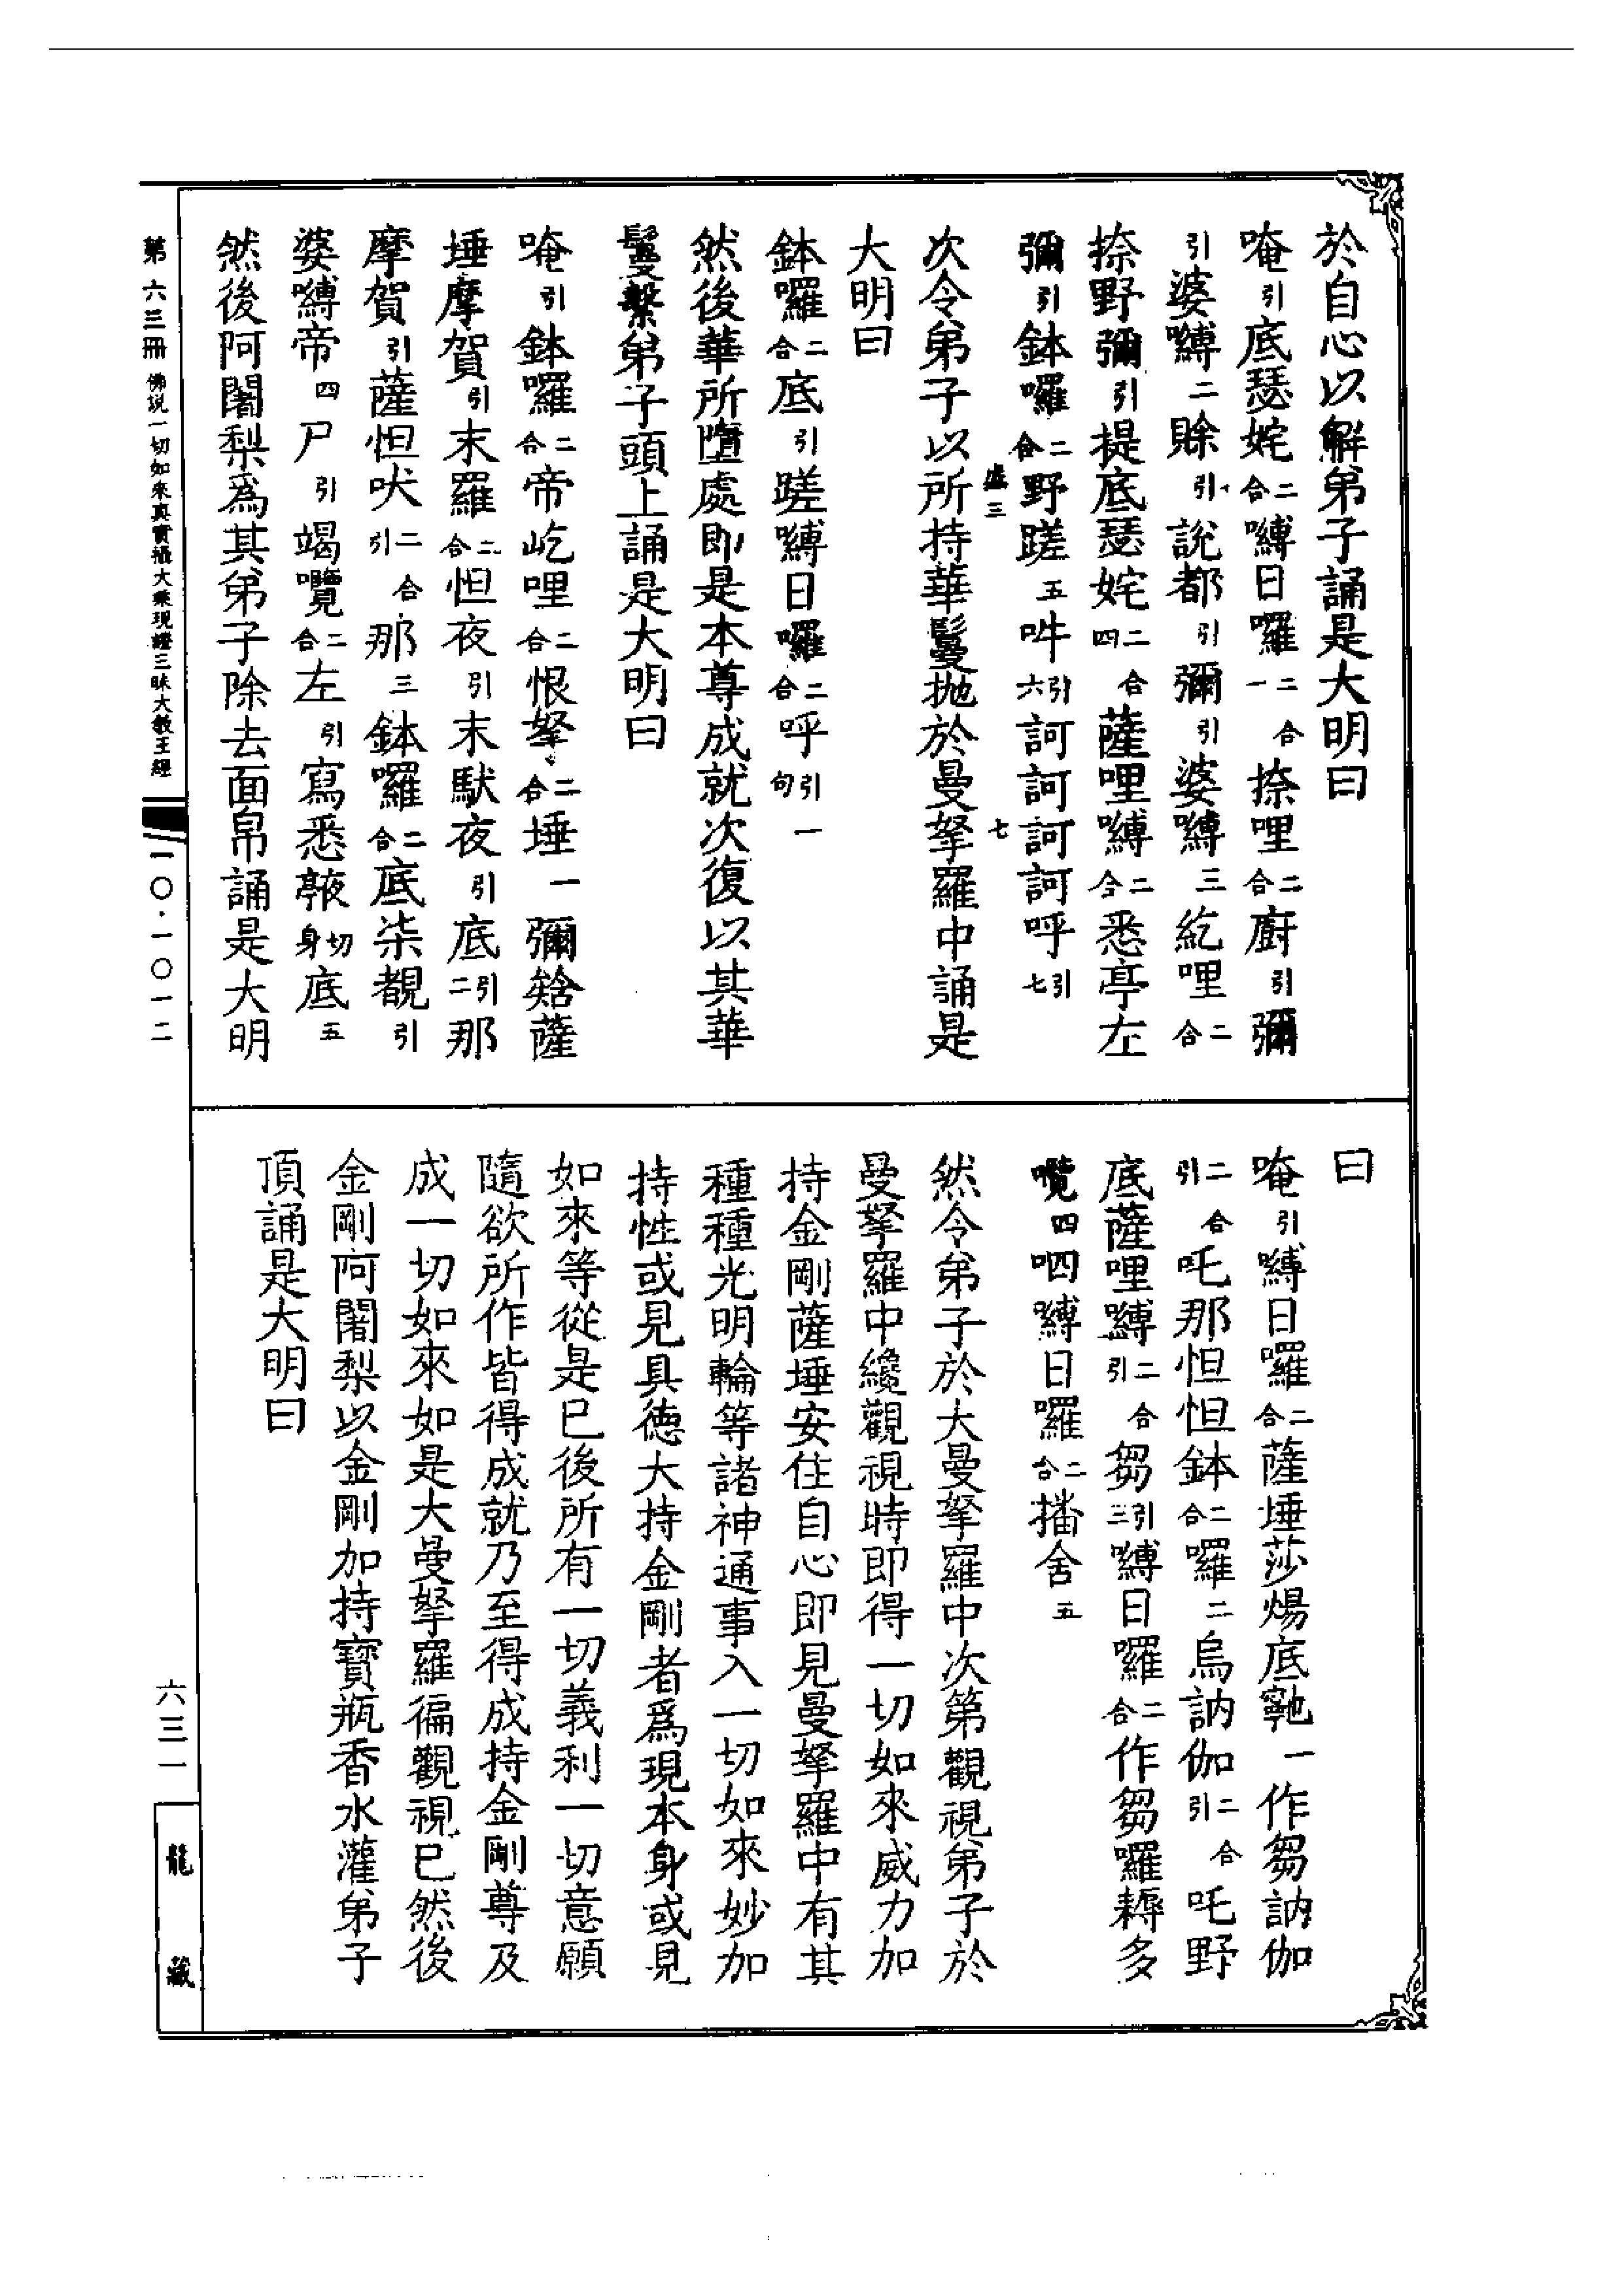 於自心以解弟子誦是大明曰
唵引底瑟姹二合嚩日囉二合一捺哩二合廚引彌
引婆嚩二賒引說都引彌引婆嚩三紇哩二合
捺野彌引提底瑟姹二合四薩哩嚩二合悉亭左
彌引鉢囉二合野蹉五吽引六訶訶訶訶呼引七
次令弟子以所持華鬘拋於曼拏羅中誦是
大明曰
鉢囉二合底引蹉嚩日囉二合呼引一句
然後華所墮處即是本尊成就次復以其華
鬘繫弟子頭上誦是大明曰
唵引鉢囉二合帝屹哩二合恨拏二合埵一彌𨥥薩
埵摩賀引末羅二合怛夜引末馱夜引底引二那
摩賀引薩怛吠二合引那三鉢囉二合底柒覩引
婆嚩帝四尸引竭囕二合左引寫悉𩐇切身底五
然後阿闍梨為其弟子除去面帛誦是大明
曰
唵引嚩日囉二合薩埵莎煬底𩕳一作芻訥伽
二合引吒那怛怛鉢二合囉二烏訥伽二合引吒野
底薩哩嚩二合引芻引三嚩日囉二合作芻囉耨多
囕四呬嚩日囉二合播舍五
然令弟子於大曼拏羅中次第觀視弟子於
曼拏羅中纔觀視時即得一切如來威力加
持金剛薩埵安住自心即見曼拏羅中有其
種種光明輪等諸神通事入一切如來妙加
持性或見具德大持金剛者為現本身或見
如來等從是已後所有一切義利一切意願
隨欲所作皆得成就乃至得成持金剛尊及
成一切如來如是大曼拏羅徧觀視已然後
金剛阿闍梨以金剛加持寶瓶香水灌弟子
頂誦是大明曰
第六三冊 佛說一切如來真實攝大乘現證三昧大教王經
一〇·一〇一二
六三一
龍藏
盛三
七